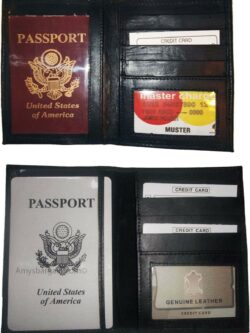 PASSPORT
United States
of America
CREDIT CARD
master charge
MUSTER
PASSPORT
United States
of America
CREDIT CARD
CREDIT CARD
GENUINE LEATHER
CREDIT CARD